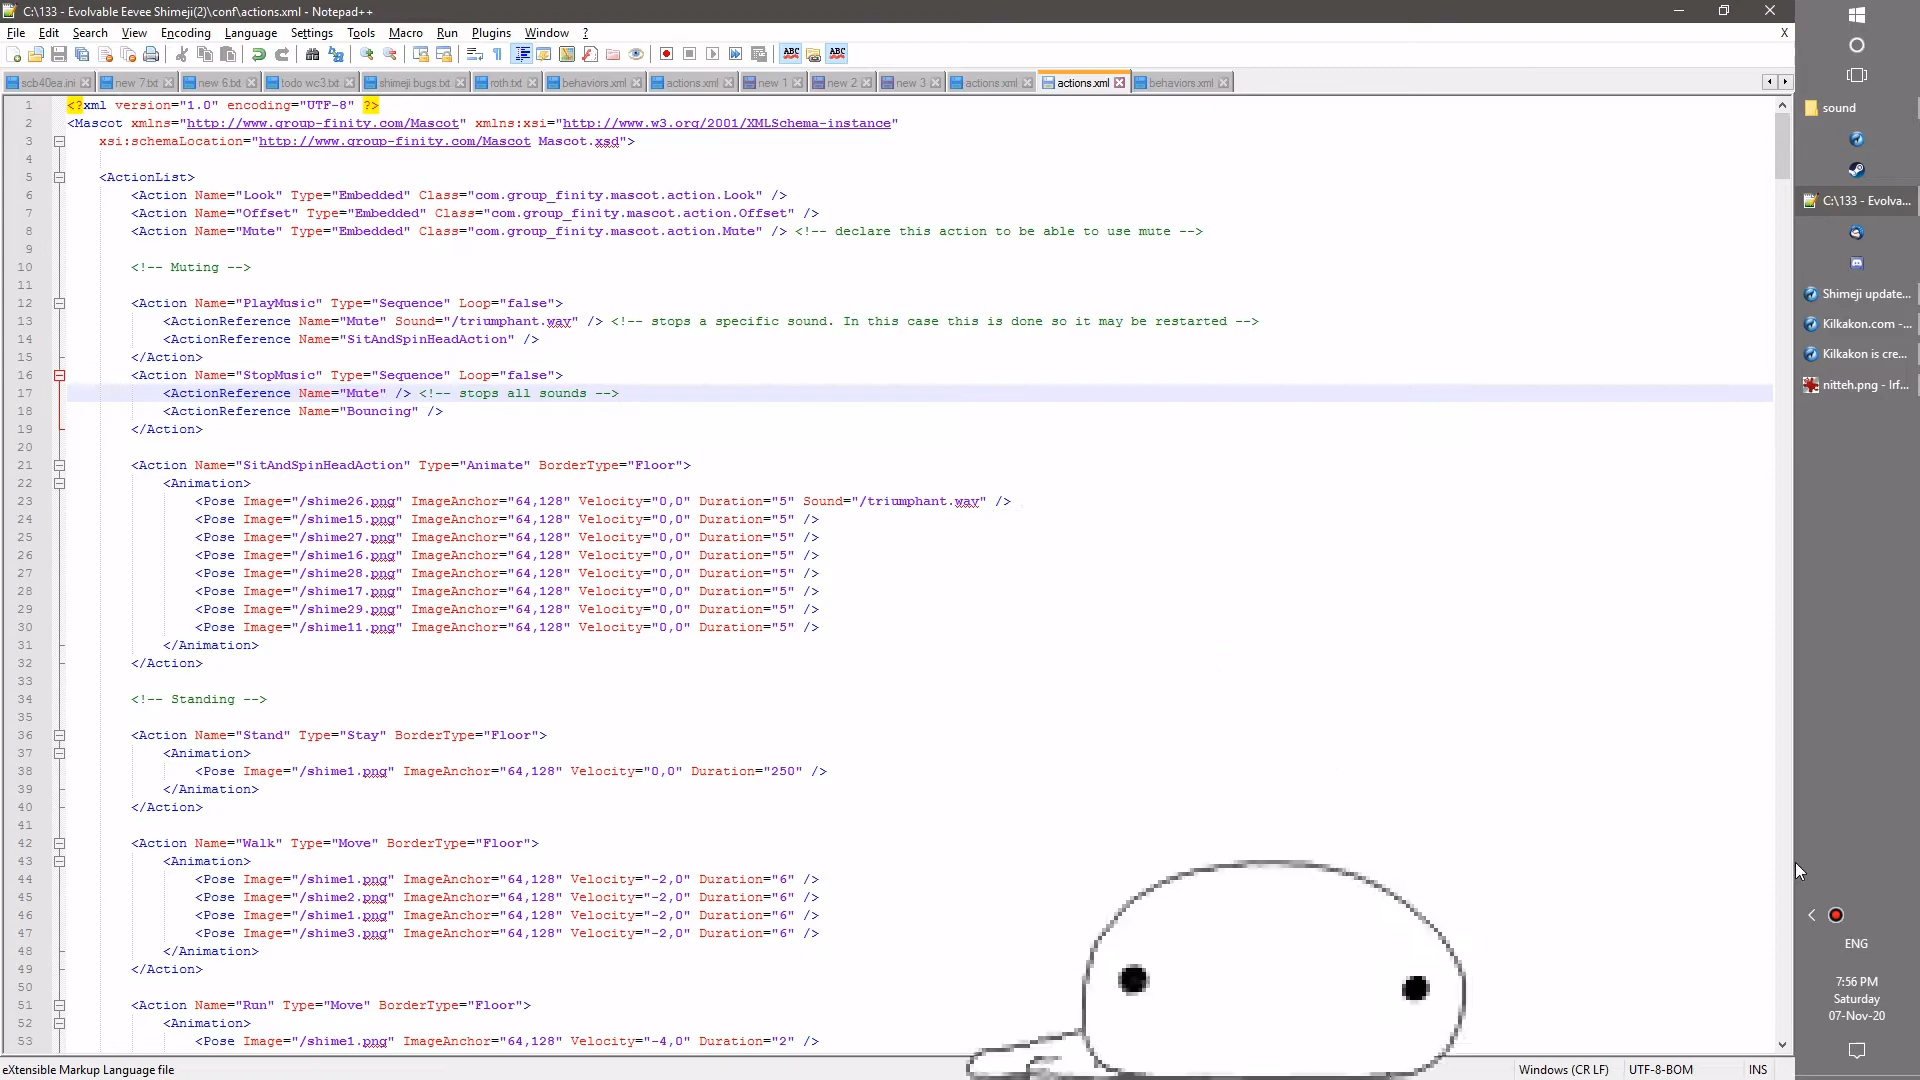 C:\133 - Evolvable Eevee Shimeji(2)\conf\actions.xml - Notepad++
File Edit Search View Encoding Language Settings Tools Macro Run Plugins Window ? X
scb40ea.ini new 7.txt new 6.txt todo wc3.txt shimeji bugs.txt roth.txt behaviors.xml actions.xml new 1 new 2 new 3 actions.xml actions.xml behaviors.xml
1 <?xml version="1.0" encoding="UTF-8" ?>
2 <Mascot xmlns="http://www.group-finity.com/Mascot" xmlns:xsi="http://www.w3.org/2001/XMLSchema-instance"
3 xsi:schemaLocation="http://www.group-finity.com/Mascot Mascot.xsd">
4
5 <ActionList>
6 <Action Name="Look" Type="Embedded" Class="com.group_finity.mascot.action.Look" />
7 <Action Name="Offset" Type="Embedded" Class="com.group_finity.mascot.action.Offset" />
8 <Action Name="Mute" Type="Embedded" Class="com.group_finity.mascot.action.Mute" /> <!-- declare this action to be able to use mute -->
9
10 <!-- Muting -->
11
12 <Action Name="PlayMusic" Type="Sequence" Loop="false">
13 <ActionReference Name="Mute" Sound="/triumphant.wav" /> <!-- stops a specific sound. In this case this is done so it may be restarted -->
14 <ActionReference Name="SitAndSpinHeadAction" />
15 </Action>
16 <Action Name="StopMusic" Type="Sequence" Loop="false">
17 <ActionReference Name="Mute" /> <!-- stops all sounds -->
18 <ActionReference Name="Bouncing" />
19 </Action>
20
21 <Action Name="SitAndSpinHeadAction" Type="Animate" BorderType="Floor">
22 <Animation>
23 <Pose Image="/shime26.png" ImageAnchor="64,128" Velocity="0,0" Duration="5" Sound="/triumphant.wav" />
24 <Pose Image="/shime15.png" ImageAnchor="64,128" Velocity="0,0" Duration="5" />
25 <Pose Image="/shime27.png" ImageAnchor="64,128" Velocity="0,0" Duration="5" />
26 <Pose Image="/shime16.png" ImageAnchor="64,128" Velocity="0,0" Duration="5" />
27 <Pose Image="/shime28.png" ImageAnchor="64,128" Velocity="0,0" Duration="5" />
28 <Pose Image="/shime17.png" ImageAnchor="64,128" Velocity="0,0" Duration="5" />
29 <Pose Image="/shime29.png" ImageAnchor="64,128" Velocity="0,0" Duration="5" />
30 <Pose Image="/shime11.png" ImageAnchor="64,128" Velocity="0,0" Duration="5" />
31 </Animation>
32 </Action>
33
34 <!-- Standing -->
35
36 <Action Name="Stand" Type="Stay" BorderType="Floor">
37 <Animation>
38 <Pose Image="/shime1.png" ImageAnchor="64,128" Velocity="0,0" Duration="250" />
39 </Animation>
40 </Action>
41
42 <Action Name="Walk" Type="Move" BorderType="Floor">
43 <Animation>
44 <Pose Image="/shime1.png" ImageAnchor="64,128" Velocity="-2,0" Duration="6" />
45 <Pose Image="/shime2.png" ImageAnchor="64,128" Velocity="-2,0" Duration="6" />
46 <Pose Image="/shime1.png" ImageAnchor="64,128" Velocity="-2,0" Duration="6" />
47 <Pose Image="/shime3.png" ImageAnchor="64,128" Velocity="-2,0" Duration="6" />
48 </Animation>
49 </Action>
50
51 <Action Name="Run" Type="Move" BorderType="Floor">
52 <Animation>
53 <Pose Image="/shime1.png" ImageAnchor="64,128" Velocity="-4,0" Duration="2" />
eXtensible Markup Language file
Windows (CR LF) UTF-8-BOM INS
sound
C:\133 - Evolva...
Shimeji update...
Kilkakon.com -...
Kilkakon is cre...
nitteh.png - Irf...
ENG
7:56 PM
Saturday
07-Nov-20